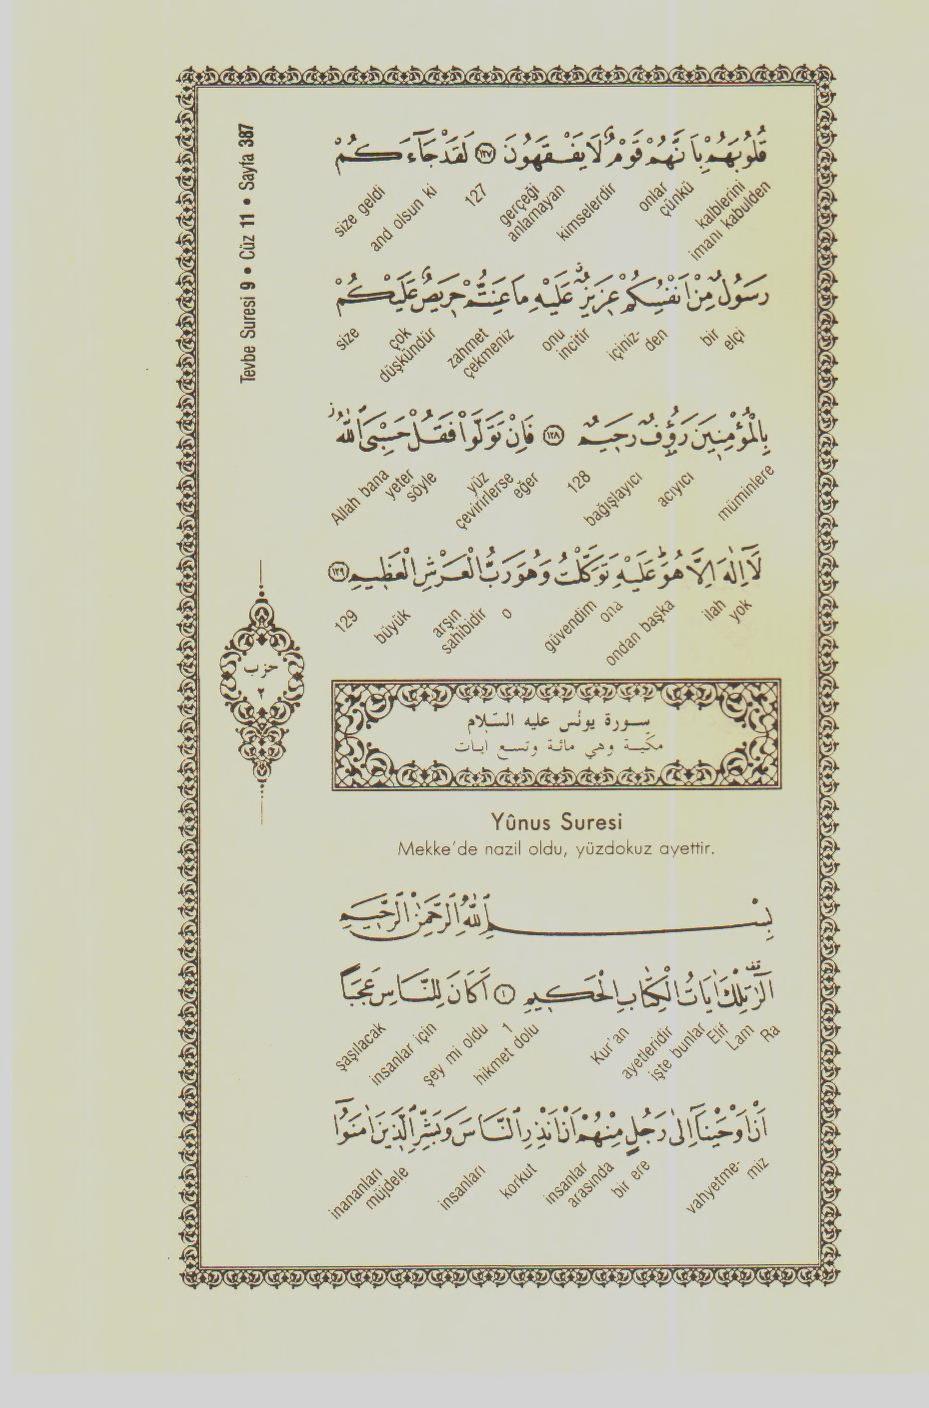 Tevbe Suresi 9 • Cüz 11 • Sayfa 387
قُلُوبَهُمْ بِاَنَّهُمْ قَوْمٌ لَا يَفْقَهُونَ ﴿١٢٧﴾ لَقَدْ جَٓاءَكُمْ
kalblerini imanı kabulden onlar çünkü kimselerdir gerçeği anlamayan 127 and olsun ki size geldi
رَسُولٌ مِنْ اَنْفُسِكُمْ عَزِيزٌ عَلَيْهِ مَا عَنِتُّمْ حَرِيصٌ عَلَيْكُمْ
elçi bir içiniz-den onu incitir zahmet çekmeniz çok düşkündür size
بِالْمُؤْمِنِينَ رَؤُ۫فٌ رَحِيمٌ ﴿١٢٨﴾ فَاِنْ تَوَلَّوْا فَقُلْ حَسْبِيَ اللّٰهُ
müminlere acıyıcı bağışlayıcı 128 eğer yüz çevirirlerse söyle yeter Allah bana
لَٓا اِلٰهَ اِلَّا هُوَ عَلَيْهِ تَوَكَّلْتُ وَهُوَ رَبُّ الْعَرْشِ الْعَظِيمِ ﴿١٢٩﴾
yok ilah ondan başka ona güvendim o arşın sahibidir büyük 129
حزب
٢
سورة يونس عليه السلام
مكية وهي مائة وتسع ايات
Yûnus Suresi
Mekke'de nazil oldu, yüzdokuz ayettir.
بِسْمِ اللّٰهِ الرَّحْمٰنِ الرَّحِيمِ
الٓرٰ تِلْكَ اٰيَاتُ الْكِتَابِ الْحَكِيمِ ﴿١﴾ اَكَانَ لِلنَّاسِ عَجَبًا
Elif Lam Ra işte bunlar ayetleridir Kur'an hikmet dolu 1 şey mi oldu insanlar için şaşılacak
اَنْ اَوْحَيْنَٓا اِلٰى رَجُلٍ مِنْهُمْ اَنْ اَنْذِرِ النَّاسَ وَبَشِّرِ الَّذِينَ اٰمَنُٓوا
vahyetme-miz bir ere insanlar arasında korkut insanları müjdele inananları